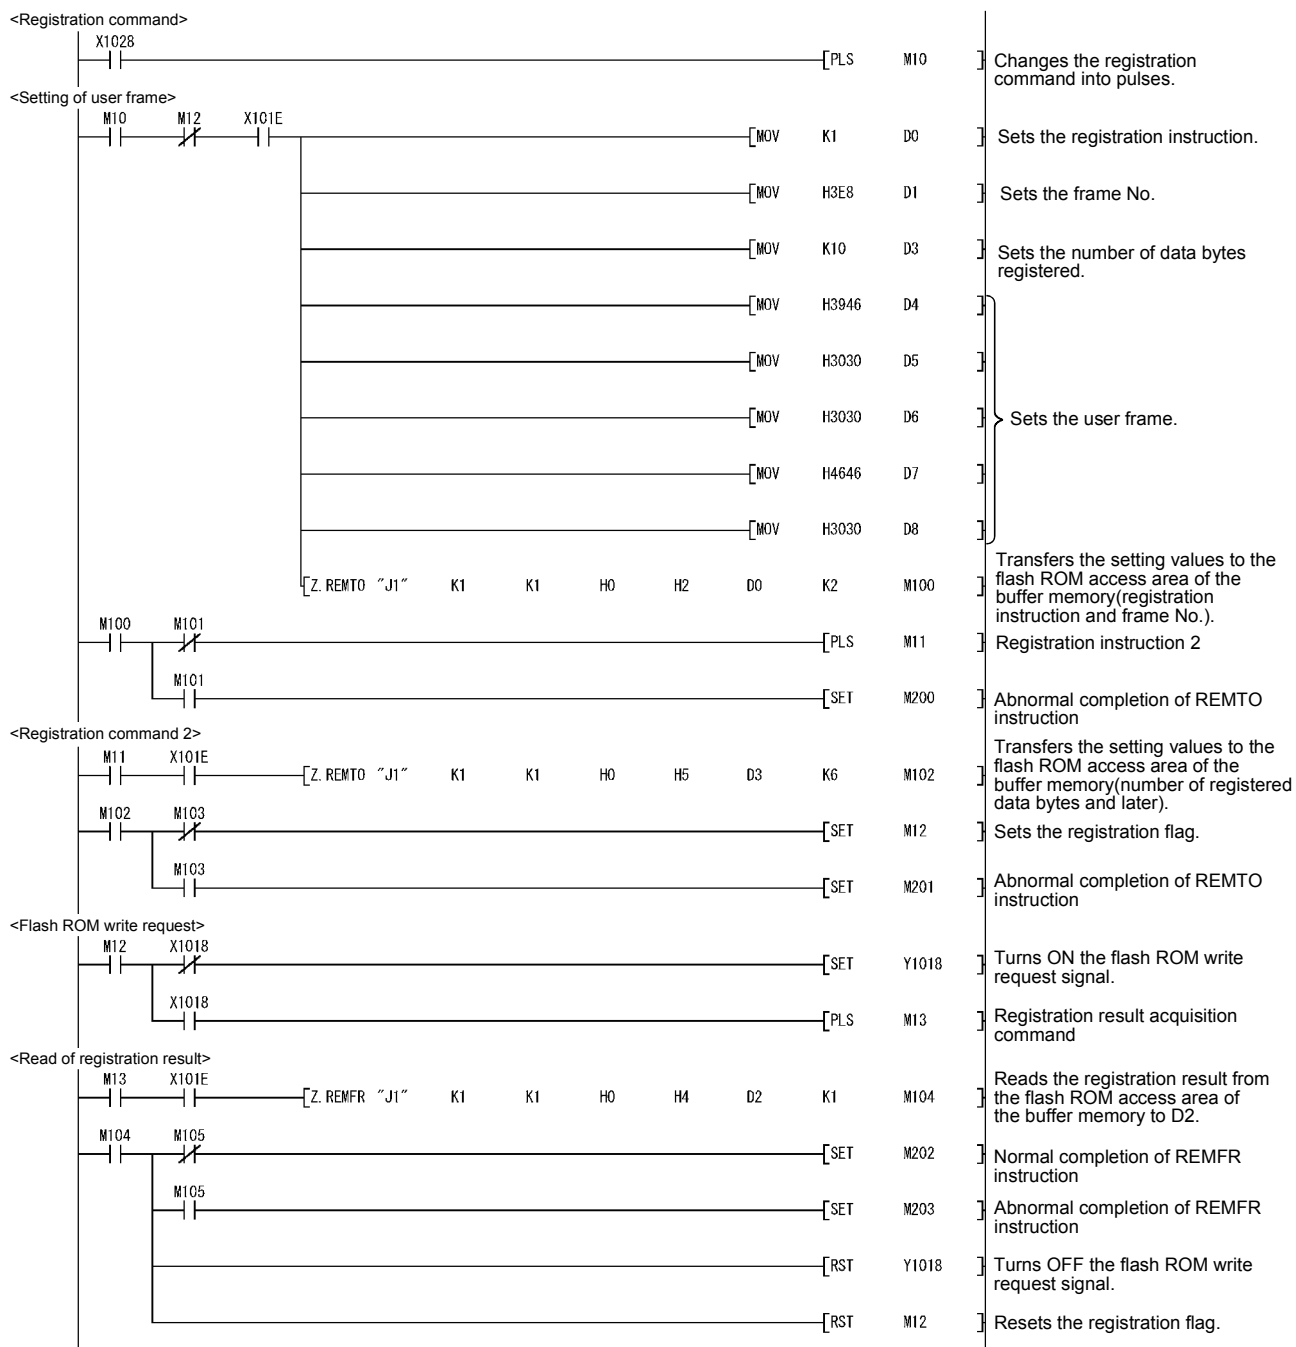 <Registration command>
X1028
[PLS M10 ] Changes the registration
command into pulses.
<Setting of user frame>
M10 M12 X101E
[MOV K1 D0 ] Sets the registration instruction.
[MOV H3E8 D1 ] Sets the frame No.
[MOV K10 D3 ] Sets the number of data bytes
registered.
[MOV H3946 D4 ]
[MOV H3030 D5 ]
[MOV H3030 D6 ] Sets the user frame.
[MOV H4646 D7 ]
[MOV H3030 D8 ]
[Z.REMTO "J1" K1 K1 H0 H2 D0 K2 M100 ] Transfers the setting values to the
flash ROM access area of the
buffer memory(registration
instruction and frame No.).
M100 M101
[PLS M11 ] Registration instruction 2
M101
[SET M200 ] Abnormal completion of REMTO
instruction
<Registration command 2>
M11 X101E
[Z.REMTO "J1" K1 K1 H0 H5 D3 K6 M102 ] Transfers the setting values to the
flash ROM access area of the
buffer memory(number of registered
data bytes and later).
M102 M103
[SET M12 ] Sets the registration flag.
M103
[SET M201 ] Abnormal completion of REMTO
instruction
<Flash ROM write request>
M12 X1018
[SET Y1018 ] Turns ON the flash ROM write
request signal.
X1018
[PLS M13 ] Registration result acquisition
command
<Read of registration result>
M13 X101E
[Z.REMFR "J1" K1 K1 H0 H4 D2 K1 M104 ] Reads the registration result from
the flash ROM access area of
the buffer memory to D2.
M104 M105
[SET M202 ] Normal completion of REMFR
instruction
M105
[SET M203 ] Abnormal completion of REMFR
instruction
[RST Y1018 ] Turns OFF the flash ROM write
request signal.
[RST M12 ] Resets the registration flag.